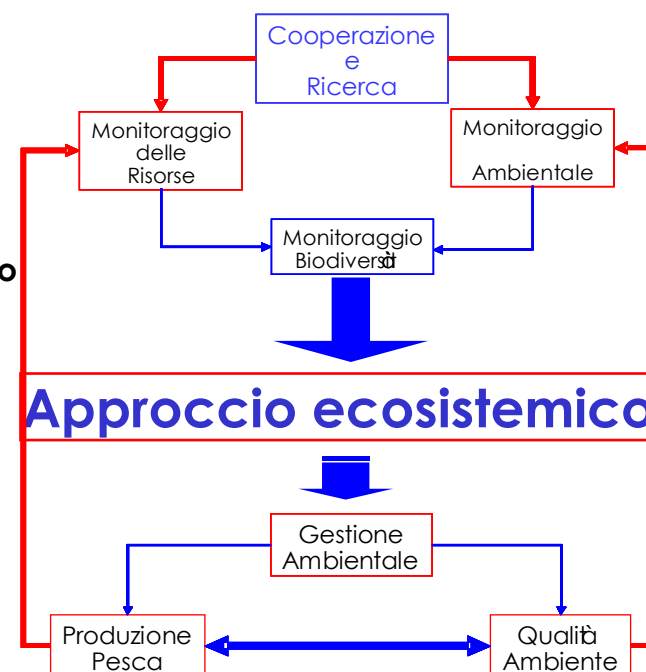 Cooperazione
e
Ricerca
Monitoraggio
delle
Risorse
Monitoraggio
Ambientale
Monitoraggio
Biodiversità
o
Approccio ecosistemico
Gestione
Ambientale
Produzione
Pesca
Qualità
Ambiente